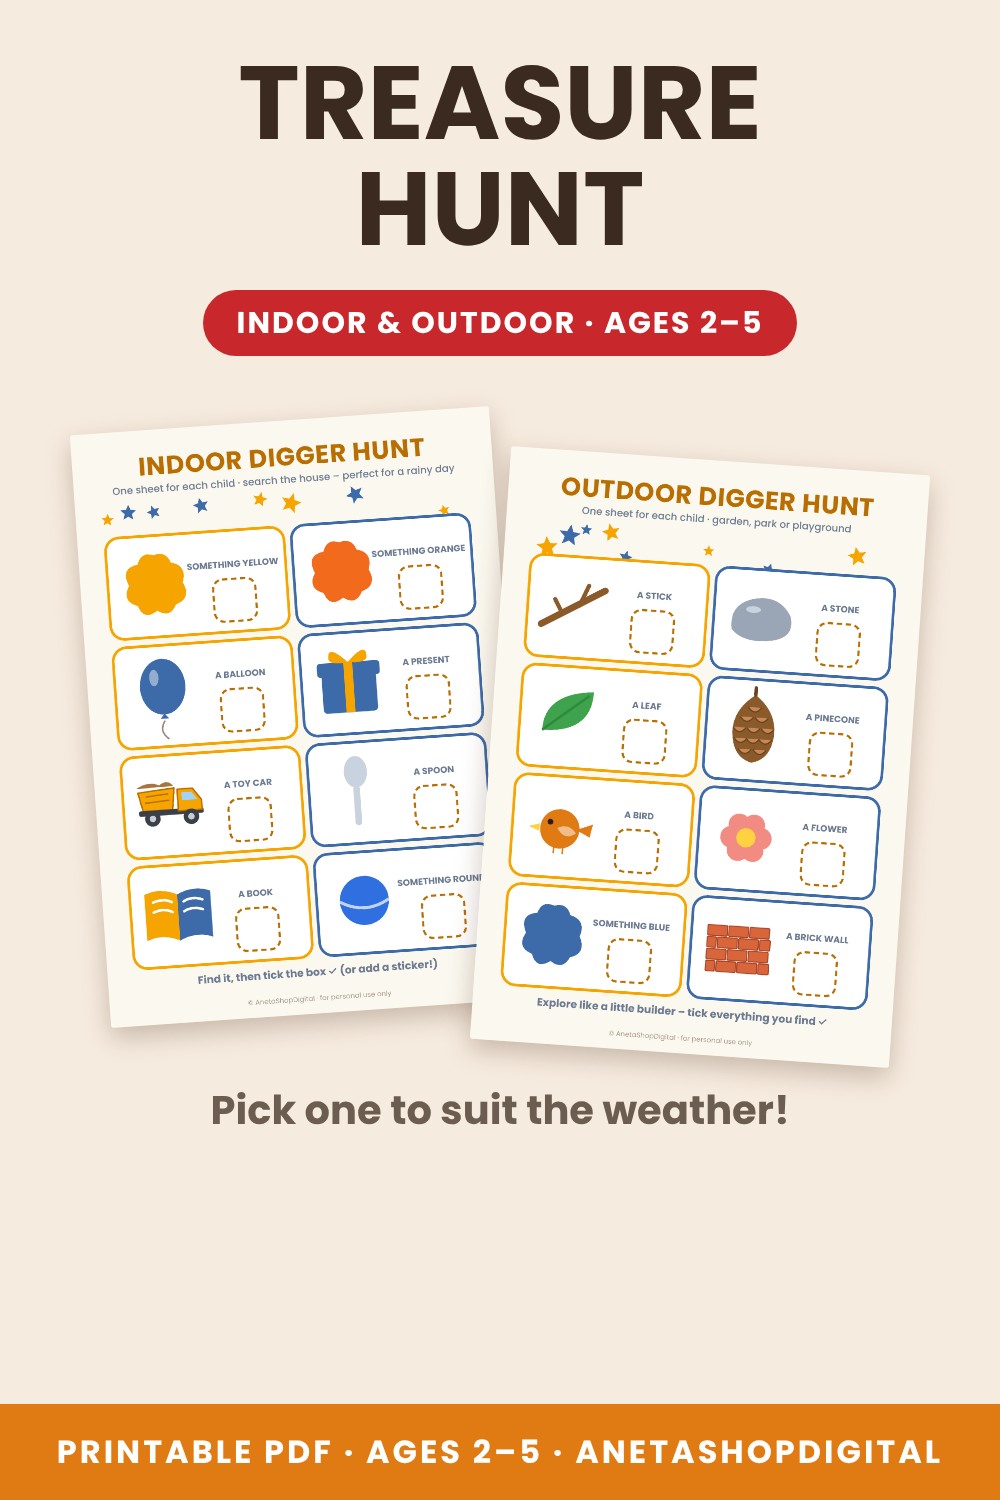 TREASURE
HUNT
INDOOR & OUTDOOR · AGES 2–5
INDOOR DIGGER HUNT
One sheet for each child · search the house – perfect for a rainy day
SOMETHING YELLOW
SOMETHING ORANGE
A BALLOON
A PRESENT
A TOY CAR
A SPOON
A BOOK
SOMETHING ROUND
Find it, then tick the box ✓ (or add a sticker!)
© AnetaShopDigital · for personal use only
OUTDOOR DIGGER HUNT
One sheet for each child · garden, park or playground
A STICK
A STONE
A LEAF
A PINECONE
A BIRD
A FLOWER
SOMETHING BLUE
A BRICK WALL
Explore like a little builder – tick everything you find ✓
© AnetaShopDigital · for personal use only
Pick one to suit the weather!
PRINTABLE PDF · AGES 2–5 · ANETASHOPDIGITAL